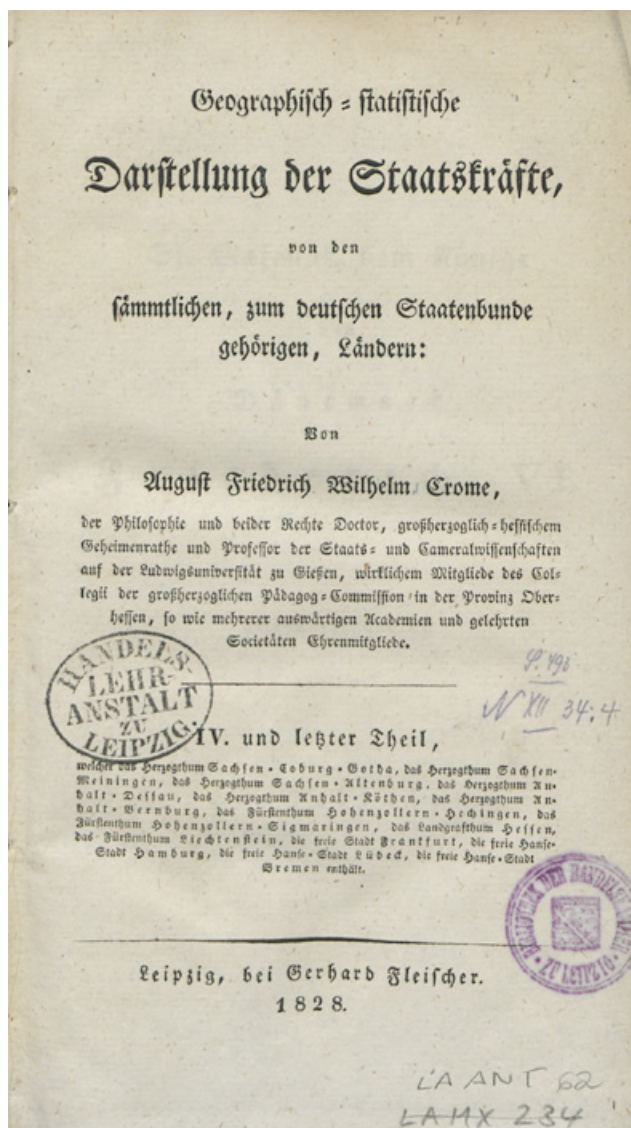 Geographisch = statistische
Darstellung der Staatskräfte,
von den
sämmtlichen, zum deutschen Staatenbunde
gehörigen, Ländern:
Von
August Friedrich Wilhelm Crome,
der Philosophie und beider Rechte Doctor, großherzoglich=hessischem
Geheimenrathe und Professor der Staats= und Cameralwissenschaften
auf der Ludwigsuniversität zu Gießen, wirklichem Mitgliede des Col=
legii der großherzoglichen Pädagog=Commission in der Provinz Ober=
hessen, so wie mehrerer auswärtigen Academien und gelehrten
Societäten Ehrenmitgliede.
HANDELS-
LEHR-
ANSTALT
ZU
LEIPZIG.
N XII 34:4
IV. und letzter Theil,
welcher das Herzogthum Sachsen=Coburg=Gotha, das Herzogthum Sachsen=
Meiningen, das Herzogthum Sachsen=Altenburg, das Herzogthum An=
halt=Dessau, das Herzogthum Anhalt=Köthen, das Herzogthum An=
halt=Bernburg, das Fürstenthum Hohenzollern=Hechingen, das
Fürstenthum Hohenzollern=Sigmaringen, das Landgrafthum Hessen,
das Fürstenthum Liechtenstein, die freie Stadt Frankfurt, die freie Hanse=
Stadt Hamburg, die freie Hanse=Stadt Lübeck, die freie Hanse=Stadt
Bremen enthält.
BIBLIOTHEK DER HANDELS
ZU LEIPZIG
Leipzig, bei Gerhard Fleischer.
1828.
LA ANT 62
LAMX 234